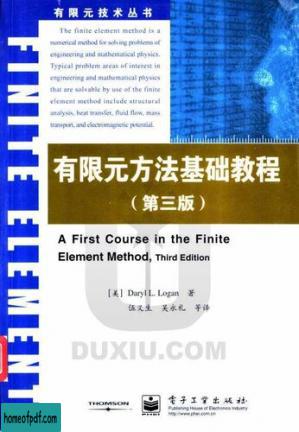 有限元技术丛书
The finite element method is a
numerical method for solving problems of
engineering and mathematical physics.
Typical problem areas of interest in
engineering and mathematical physics
that are solvable by use of the finite
element method include structural
analysis, heat transfer, fluid flow, mass
transport, and electromagnetic potential.
FINITE ELEMENT
有限元方法基础教程
(第三版)
A First Course in the Finite
Element Method, Third Edition
[美] Daryl L. Logan 著
伍义生 吴永礼 等译
DUXIU.COM
THOMSON
电子工业出版社
Publishing House of Electronics Industry
homeofpdf.com